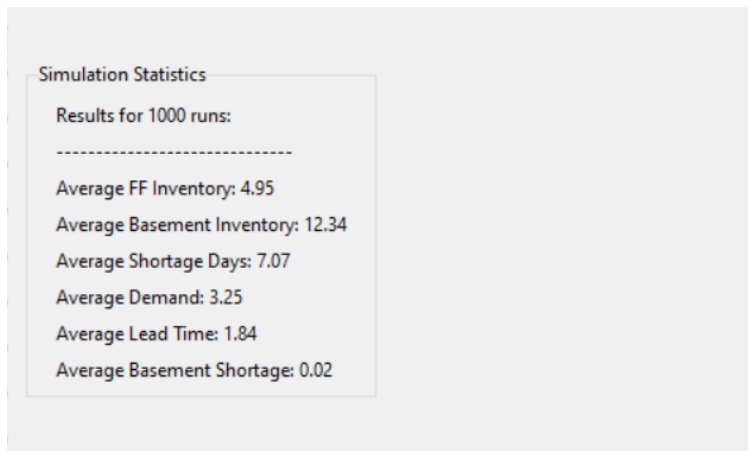 Simulation Statistics
Results for 1000 runs:
------------------------------
Average FF Inventory: 4.95
Average Basement Inventory: 12.34
Average Shortage Days: 7.07
Average Demand: 3.25
Average Lead Time: 1.84
Average Basement Shortage: 0.02